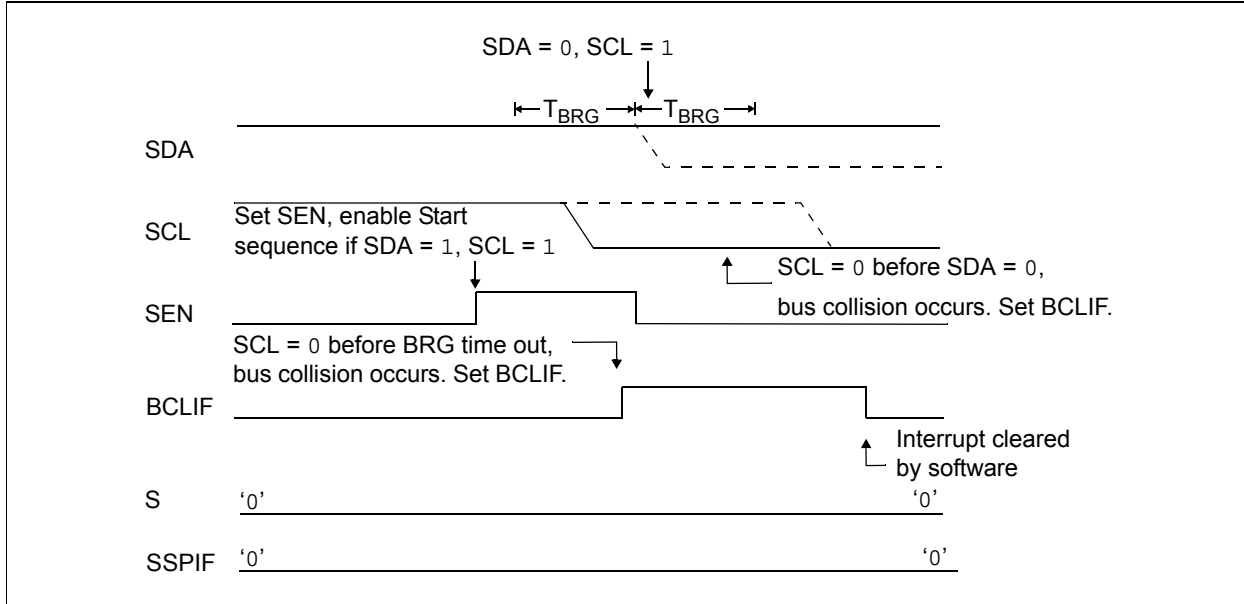 SDA = 0, SCL = 1
TBRG TBRG
SDA
SCL
Set SEN, enable Start
sequence if SDA = 1, SCL = 1
SCL = 0 before SDA = 0,
bus collision occurs. Set BCLIF.
SEN
SCL = 0 before BRG time out,
bus collision occurs. Set BCLIF.
BCLIF
Interrupt cleared
by software
S ‘0’ ‘0’
SSPIF ‘0’ ‘0’